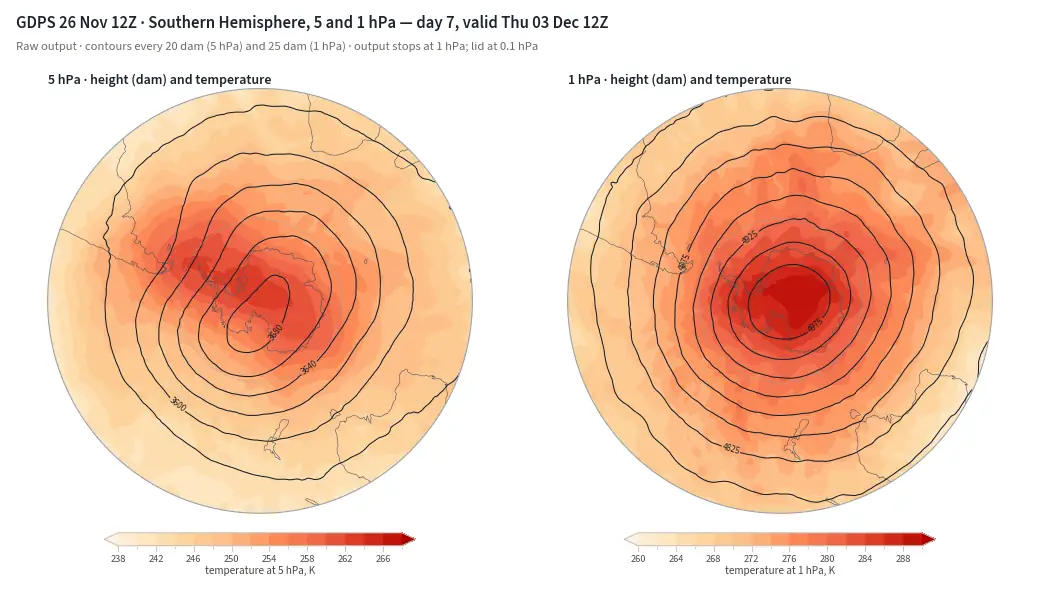 GDPS 26 Nov 12Z · Southern Hemisphere, 5 and 1 hPa — day 7, valid Thu 03 Dec 12Z
Raw output · contours every 20 dam (5 hPa) and 25 dam (1 hPa) · output stops at 1 hPa; lid at 0.1 hPa
5 hPa · height (dam) and temperature
1 hPa · height (dam) and temperature
3680
3640
3600
4925
4975
4825
238 242 246 250 254 258 262 266
temperature at 5 hPa, K
260 264 268 272 276 280 284 288
temperature at 1 hPa, K